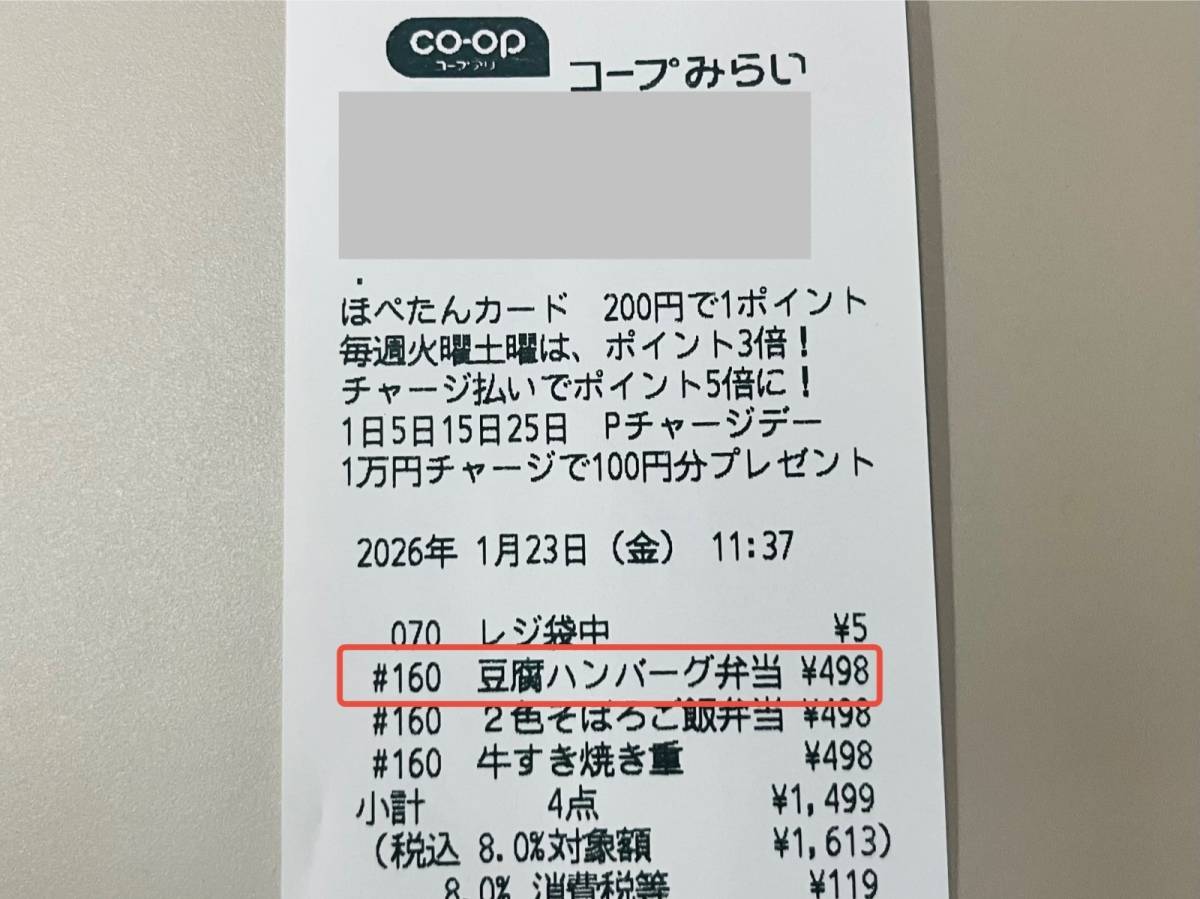 co-op
コープデリ
コープみらい
ほぺたんカード 200円で1ポイント
毎週火曜土曜は、ポイント3倍!
チャージ払いでポイント5倍に!
1日5日15日25日 Pチャージデー
1万円チャージで100円分プレゼント
2026年 1月23日(金) 11:37
070 レジ袋中 ¥5
#160 豆腐ハンバーグ弁当 ¥498
#160 2色そぼろご飯弁当 ¥498
#160 牛すき焼き重 ¥498
小計 4点 ¥1,499
(税込 8.0%対象額 ¥1,613)
8.0% 消費税等 ¥119